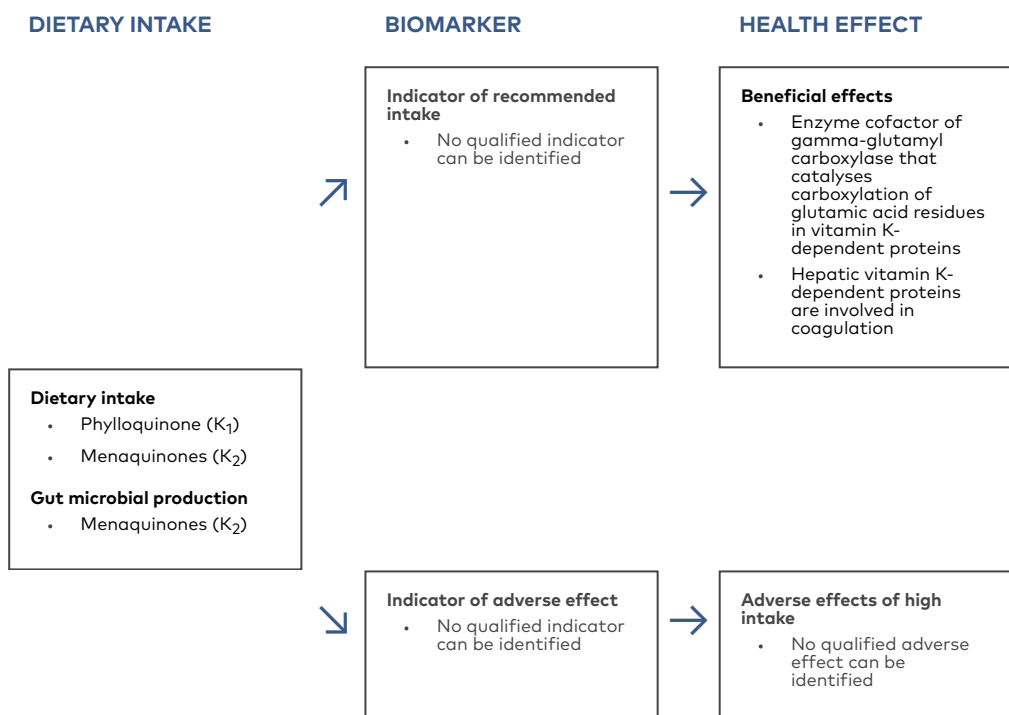 DIETARY INTAKE
BIOMARKER
HEALTH EFFECT
Indicator of recommended
intake
• No qualified indicator
can be identified
Beneficial effects
• Enzyme cofactor of
gamma-glutamyl
carboxylase that
catalyses
carboxylation of
glutamic acid residues
in vitamin K-
dependent proteins
• Hepatic vitamin K-
dependent proteins
are involved in
coagulation
Dietary intake
• Phylloquinone (K₁)
• Menaquinones (K₂)
Gut microbial production
• Menaquinones (K₂)
Indicator of adverse effect
• No qualified indicator
can be identified
Adverse effects of high
intake
• No qualified adverse
effect can be
identified